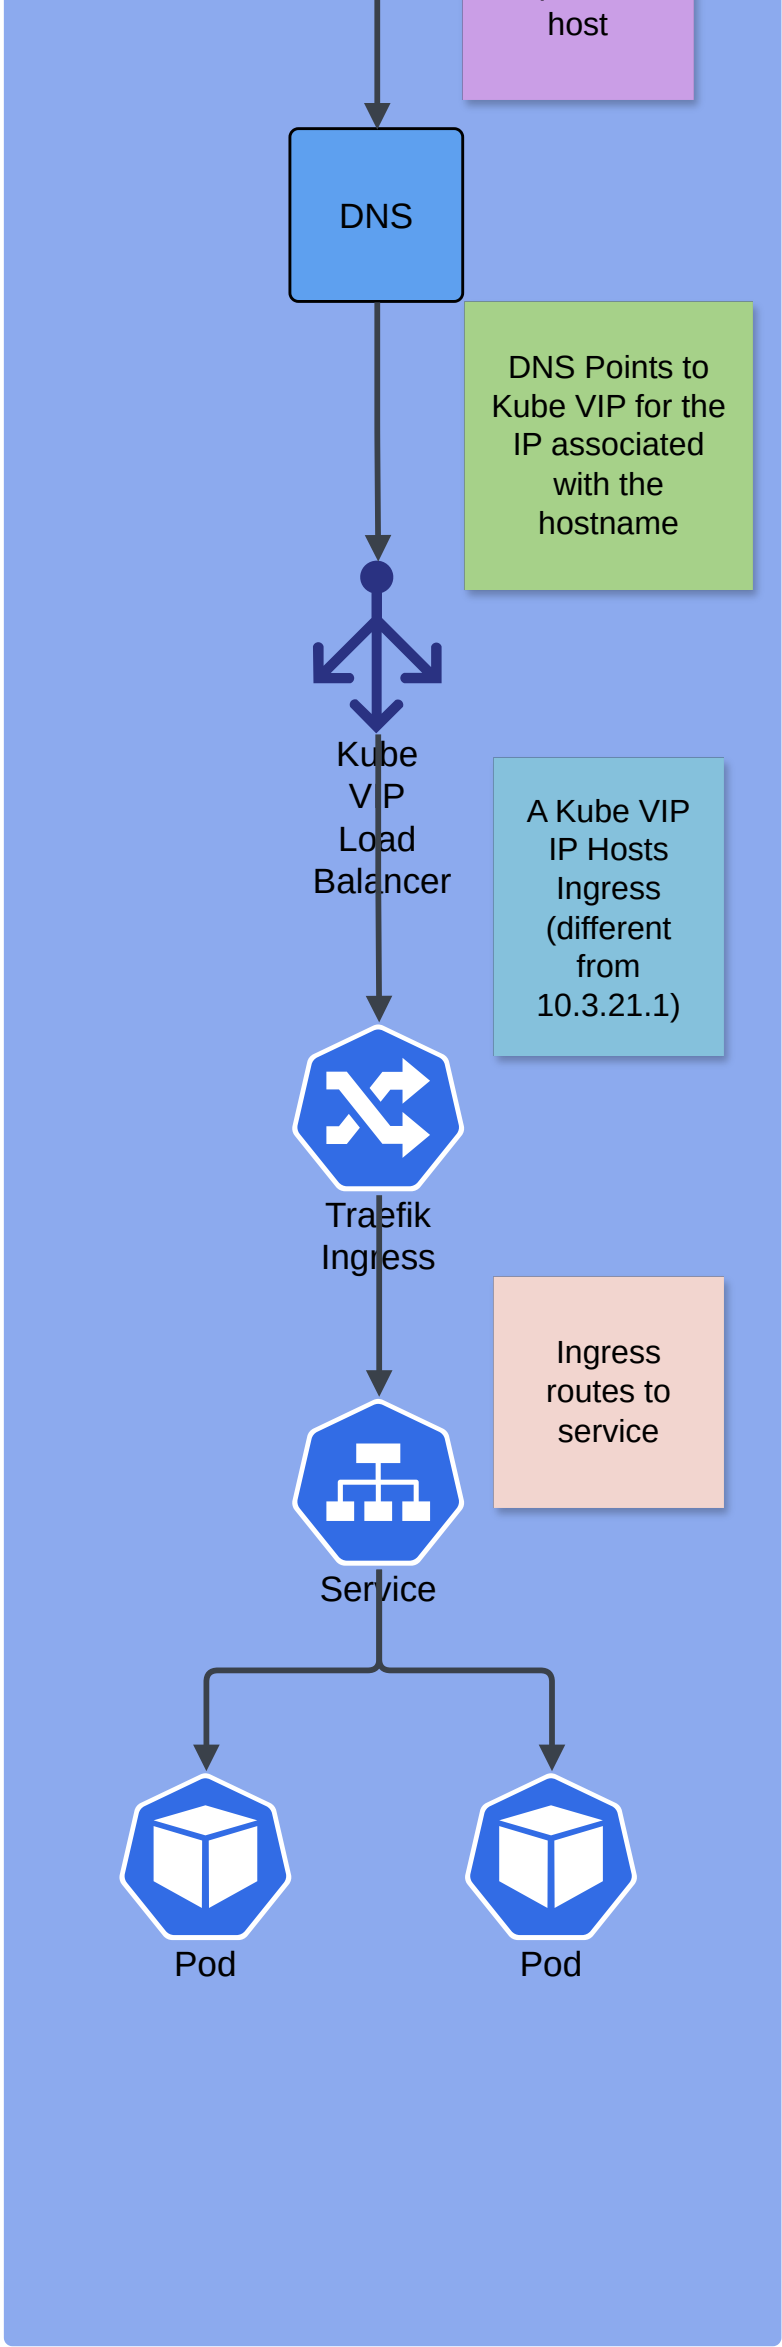 host
DNS
DNS Points to
Kube VIP for the
IP associated
with the
hostname
Kube
VIP
Load
Balancer
A Kube VIP
IP Hosts
Ingress
(different
from
10.3.21.1)
Traefik
Ingress
Ingress
routes to
service
Service
Pod
Pod